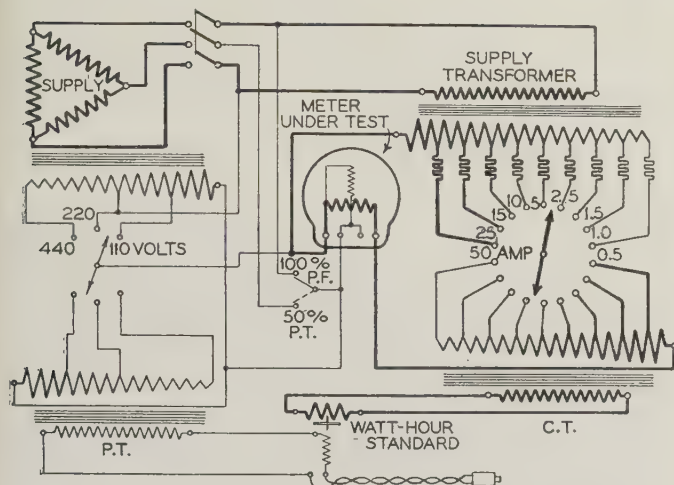 SUPPLY
SUPPLY
TRANSFORMER
METER
UNDER TEST
220
440
110 VOLTS
100%
P.F.
50%
P.T.
2.5
5
10
1.5
15
1.0
25
0.5
50 AMP
WATT-HOUR
STANDARD
C.T.
P.T.